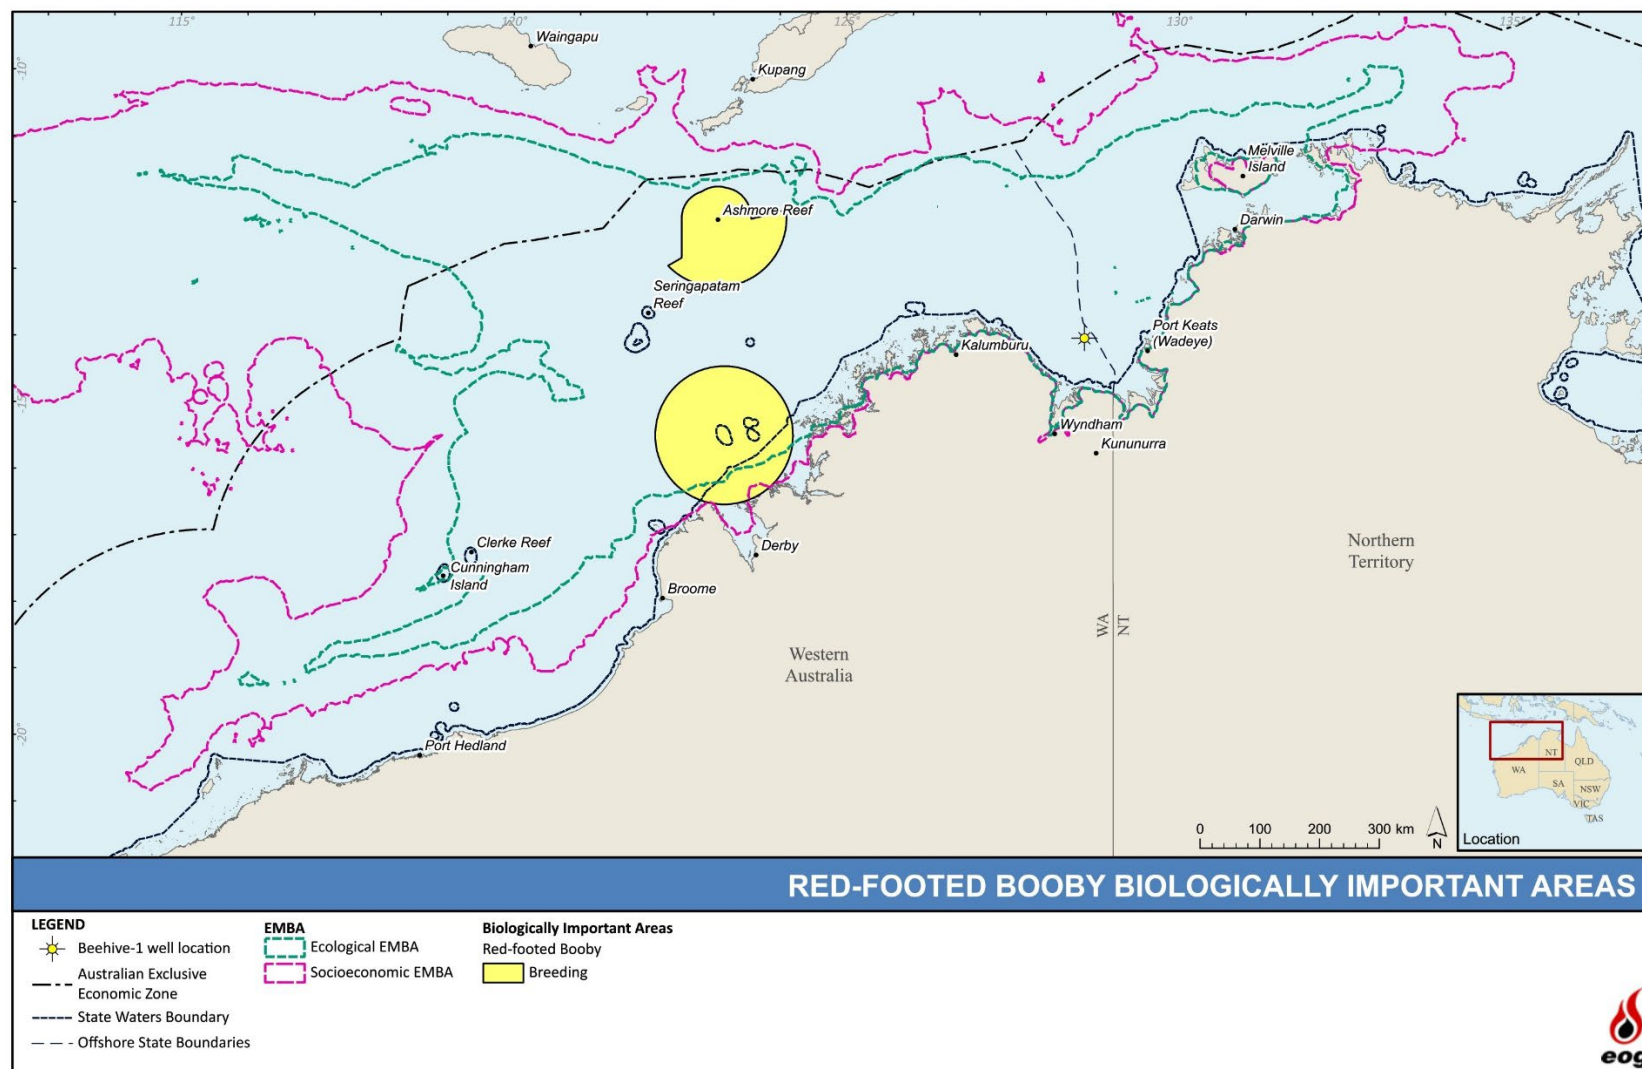 115°
120°
125°
130°
135°
-10°
-15°
-20°
Waingapu
Kupang
Ashmore Reef
Seringapatam
Reef
Melville
Island
Darwin
Port Keats
(Wadeye)
Kalumburu
Wyndham
Kununurra
Clerke Reef
Cunningham
Island
Derby
Broome
Port Hedland
Northern
Territory
Western
Australia
WA
NT
0 100 200 300 km
N
NT
WA
QLD
SA
NSW
VIC
TAS
Location
RED-FOOTED BOOBY BIOLOGICALLY IMPORTANT AREAS
LEGEND
Beehive-1 well location
Australian Exclusive
Economic Zone
State Waters Boundary
Offshore State Boundaries
EMBA
Ecological EMBA
Socioeconomic EMBA
Biologically Important Areas
Red-footed Booby
Breeding
eog